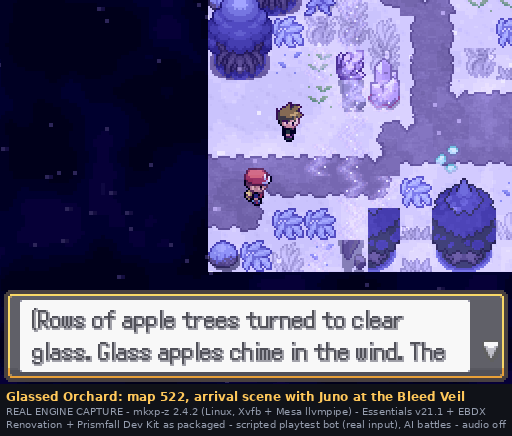 (Rows of apple trees turned to clear
glass. Glass apples chime in the wind. The
Glassed Orchard: map 522, arrival scene with Juno at the Bleed Veil
REAL ENGINE CAPTURE - mkxp-z 2.4.2 (Linux, Xvfb + Mesa llvmpipe) - Essentials v21.1 + EBDX
Renovation + Prismfall Dev Kit as packaged - scripted playtest bot (real input), AI battles - audio off